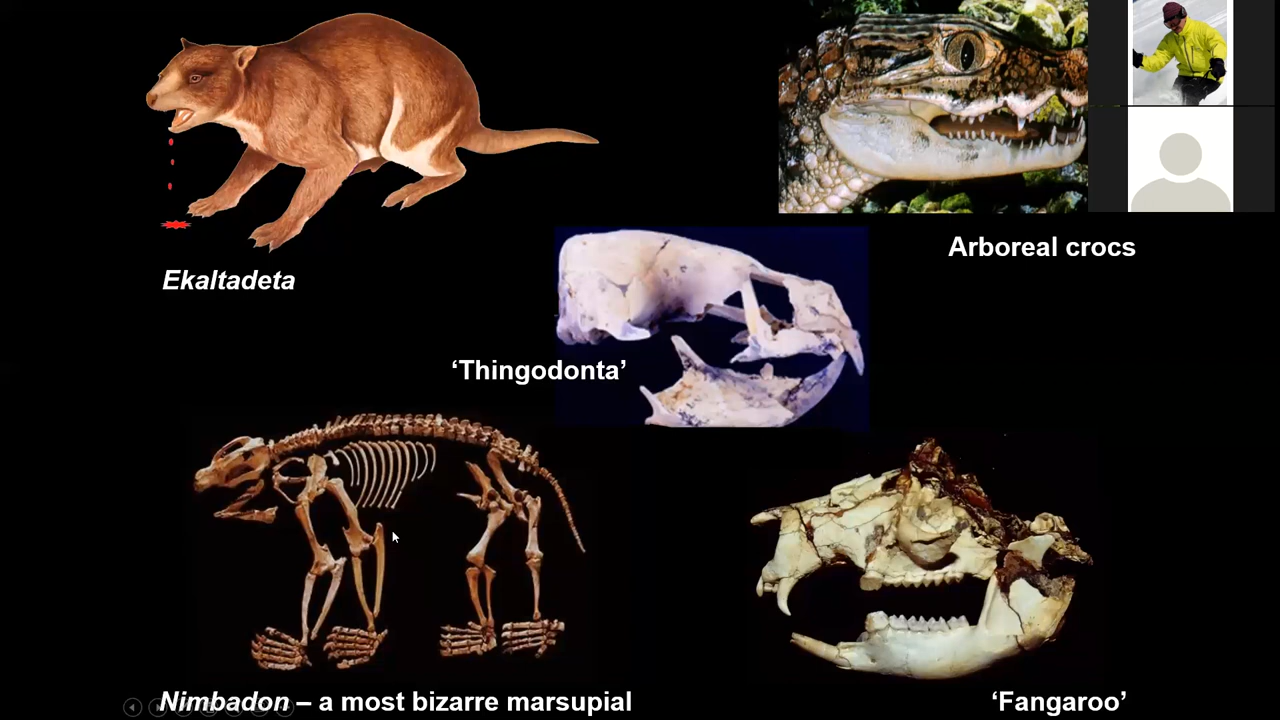 Arboreal crocs
Ekaltadeta
‘Thingodonta’
Nimbadon – a most bizarre marsupial
‘Fangaroo’